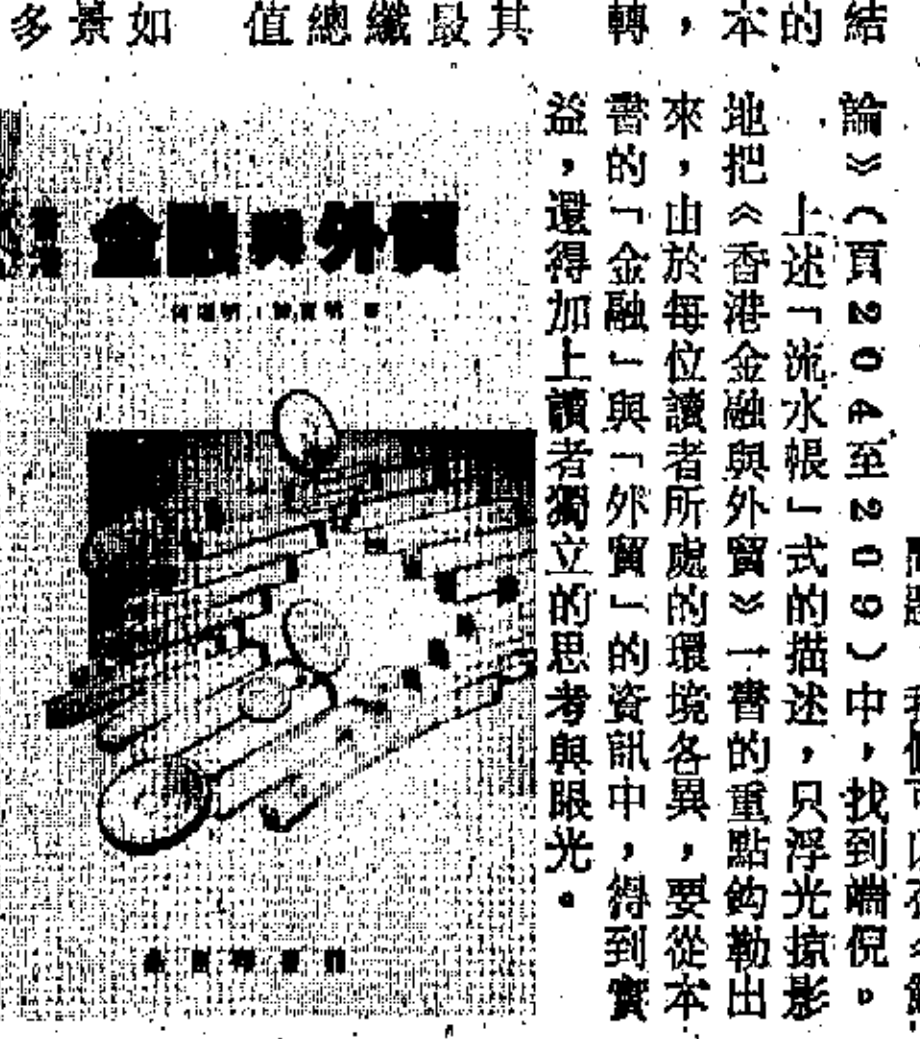 結
論》（頁２０４至２０９）中，找到端倪。
的
上述「流水帳」式的描述，只浮光掠影
本
地把《香港金融與外貿》一書的重點鈎勒出
，
來，由於每位讀者所處的環境各異，要從本
轉
書的「金融」與「外貿」的資訊中，得到實
益，還得加上讀者獨立的思考與眼光。
其
最
纖
總
值
如
景
多
金融與外貿